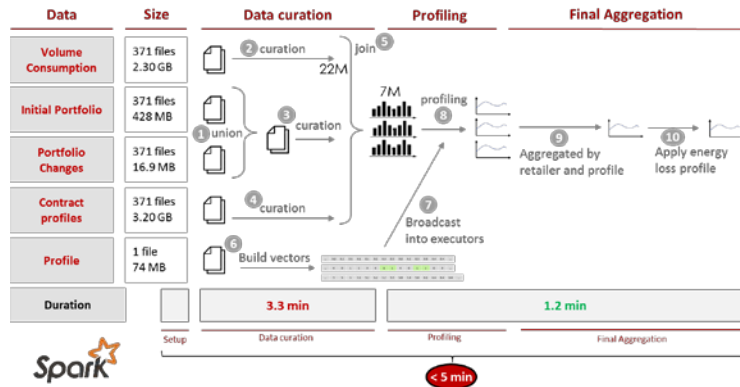 Data
Size
Data curation
Profiling
Final Aggregation
Volume
Consumption
371 files
2.30 GB
2
curation
22M
join
5
Initial Portfolio
371 files
428 MB
1
union
3
curation
7M
profiling
8
9
Aggregated by
retailer and profile
10
Apply energy
loss profile
Portfolio
Changes
371 files
16.9 MB
Contract
profiles
371 files
3.20 GB
4
curation
7
Broadcast
into executors
Profile
1 file
74 MB
6
Build vectors
Duration
3.3 min
1.2 min
Setup
Data curation
Profiling
Final Aggregation
Spark
< 5 min